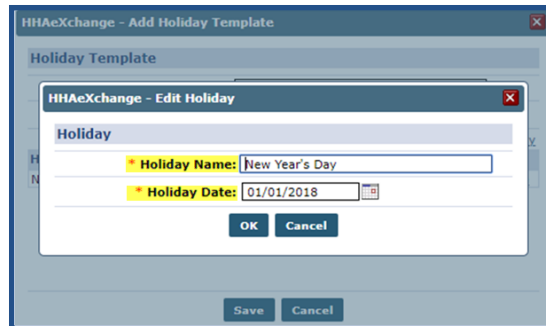 HHAeXchange - Add Holiday Template
Holiday Template
HHAeXchange - Edit Holiday
Holiday
* Holiday Name: New Year's Day
* Holiday Date: 01/01/2018
OK Cancel
H
N
Save Cancel